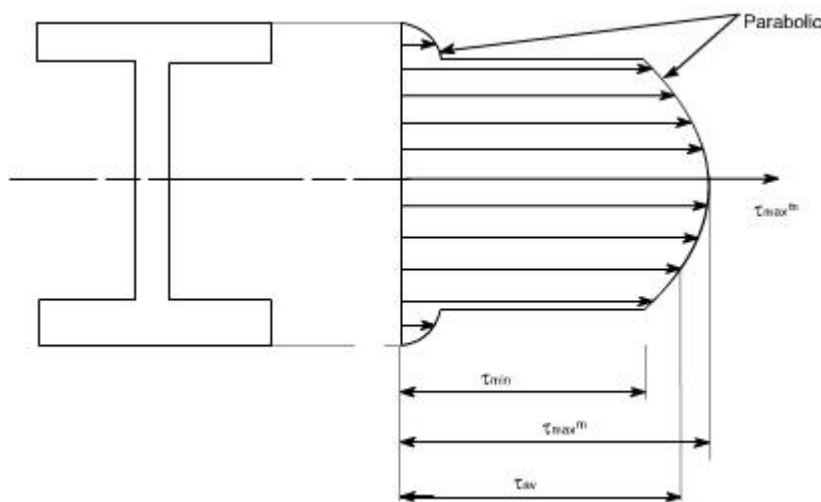 Parabolic
τmaxᵐ
τmin
τmaxᵐ
τav